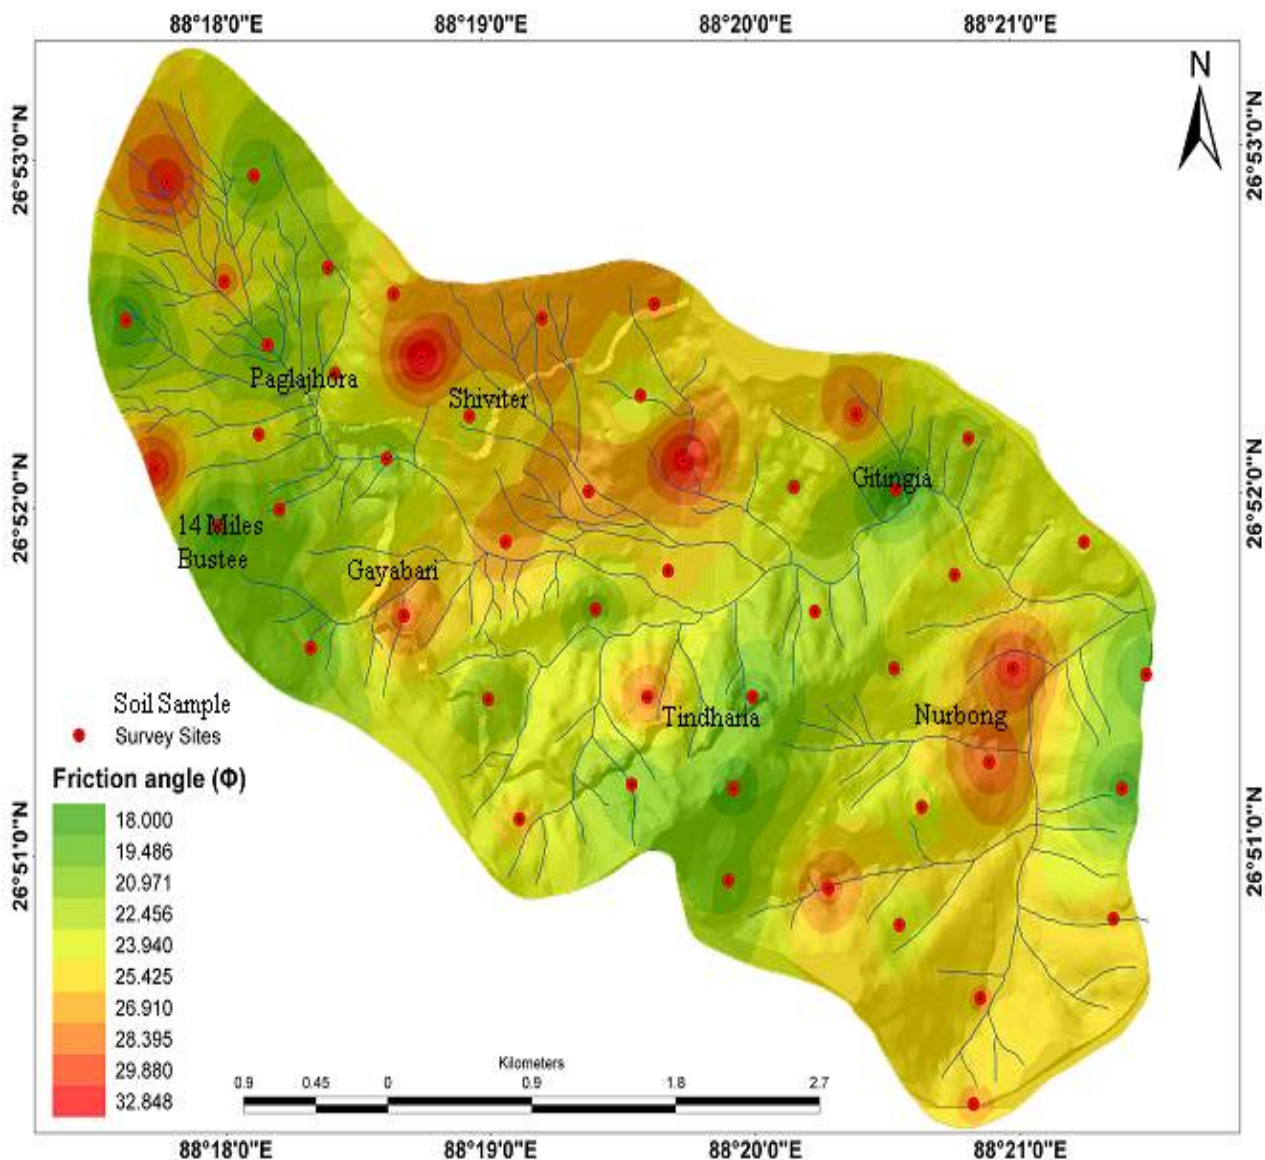 88°18'0"E 88°19'0"E 88°20'0"E 88°21'0"E
N
26°53'0"N
26°53'0"N
Paglajhora
Shiviter
26°52'0"N
26°52'0"N
Gitingia
14 Miles
Bustee
Gayabari
Soil Sample
Survey Sites
Tindharia
Nurbong
Friction angle (Φ)
18.000
19.486
20.971
22.456
23.940
25.425
26.910
28.395
29.880
32.848
26°51'0"N
26°51'0"N
Kilometers
0.9 0.45 0 0.9 1.8 2.7
88°18'0"E 88°19'0"E 88°20'0"E 88°21'0"E